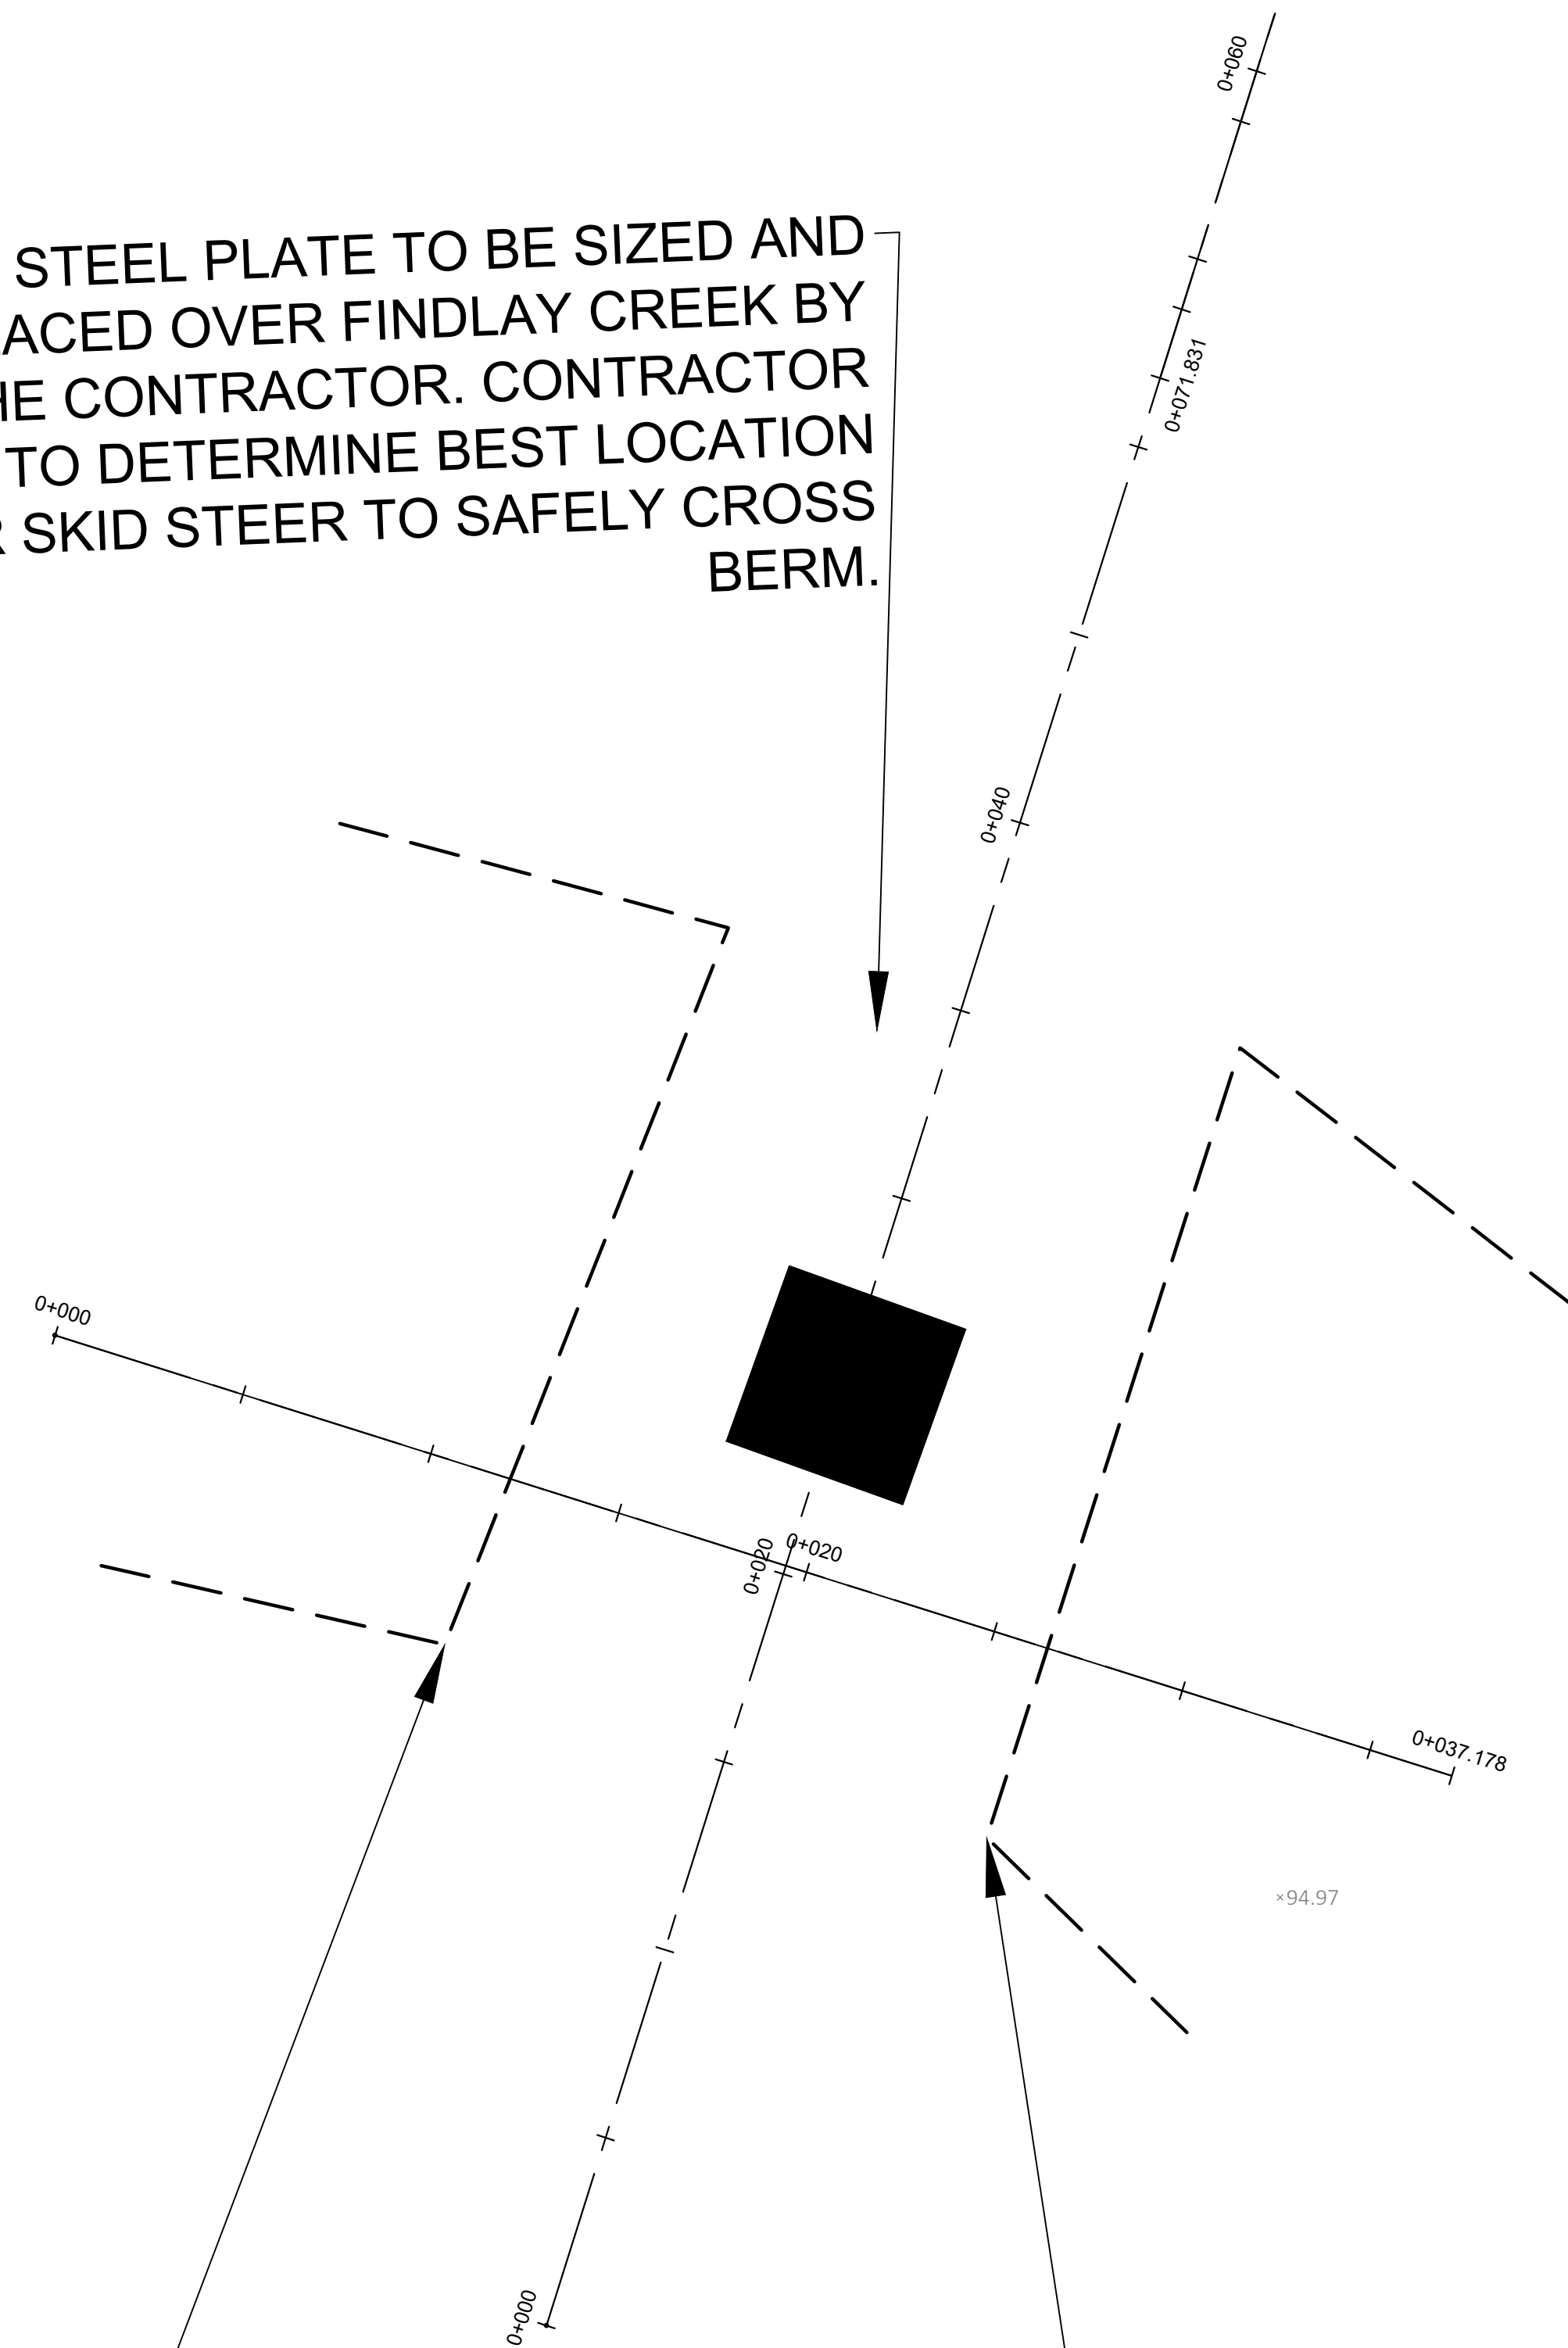 0+060
STEEL PLATE TO BE SIZED AND
OVER FINDLAY CREEK BY
CONTRACTOR. CONTRACTOR
TO DETERMINE BEST LOCATION
SKID STEER TO SAFELY CROSS
BERM.
0+071.831
0+040
0+000
0+020
0+020
0+037.178
×94.97
0+000